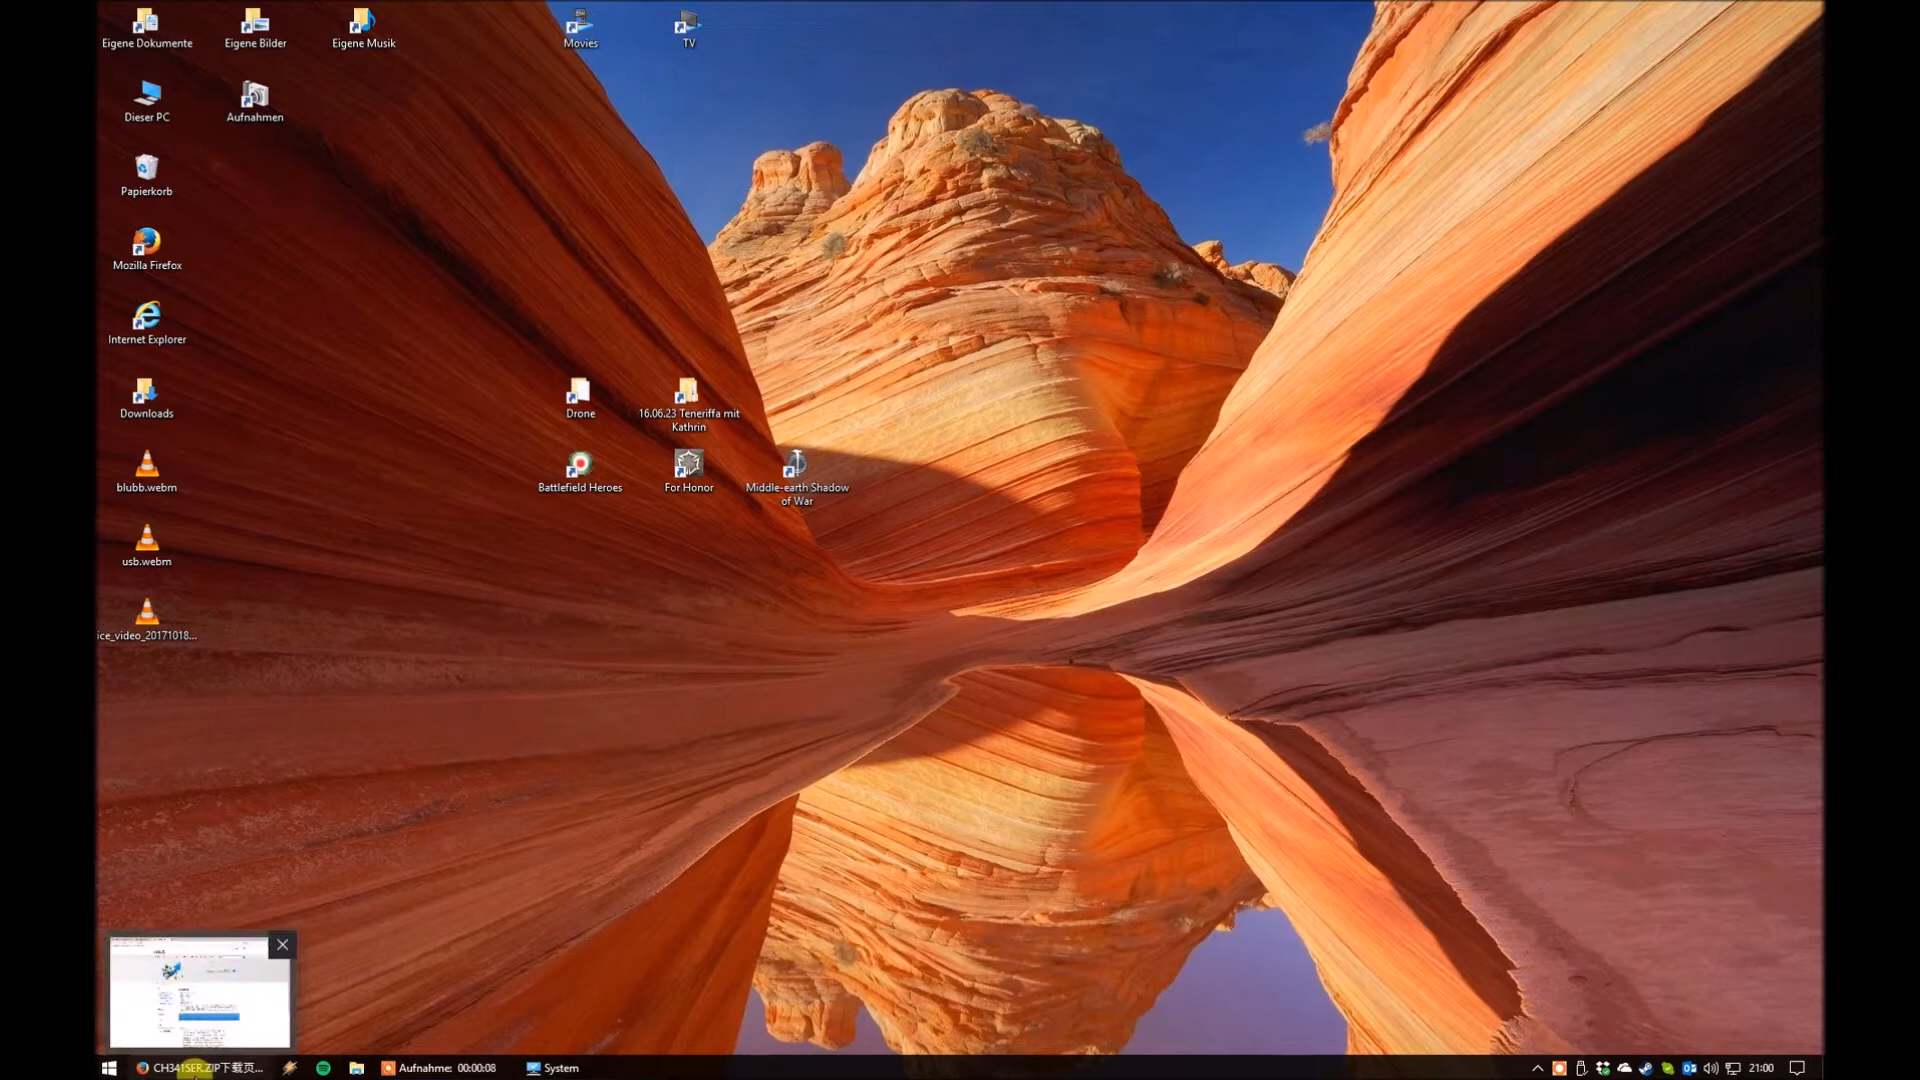 Eigene Dokumente
Eigene Bilder
Eigene Musik
Movies
TV
Dieser PC
Aufnahmen
Papierkorb
Mozilla Firefox
Internet Explorer
Downloads
Drone
16.06.23 Teneriffa mit
Kathrin
blubb.webm
Battlefield Heroes
For Honor
Middle-earth Shadow
of War
usb.webm
ice_video_20171018...
CH341SER.ZIP下载页...
Aufnahme: 00:00:08
System
21:00